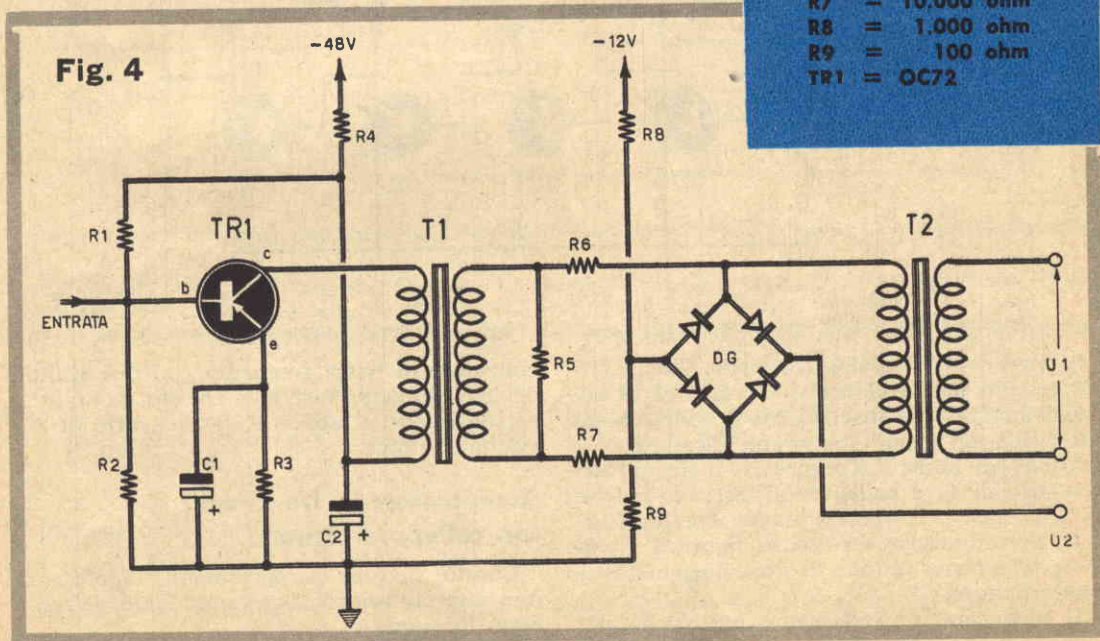 R7 = 10.000 ohm
R8 = 1.000 ohm
R9 = 100 ohm
TR1 = OC72
Fig. 4
-48V
-12V
R4
R8
R1
TR1
c
T1
R6
T2
b
ENTRATA
e
R5
DG
U1
R2
C1
R3
R7
+
C2
+
R9
U2